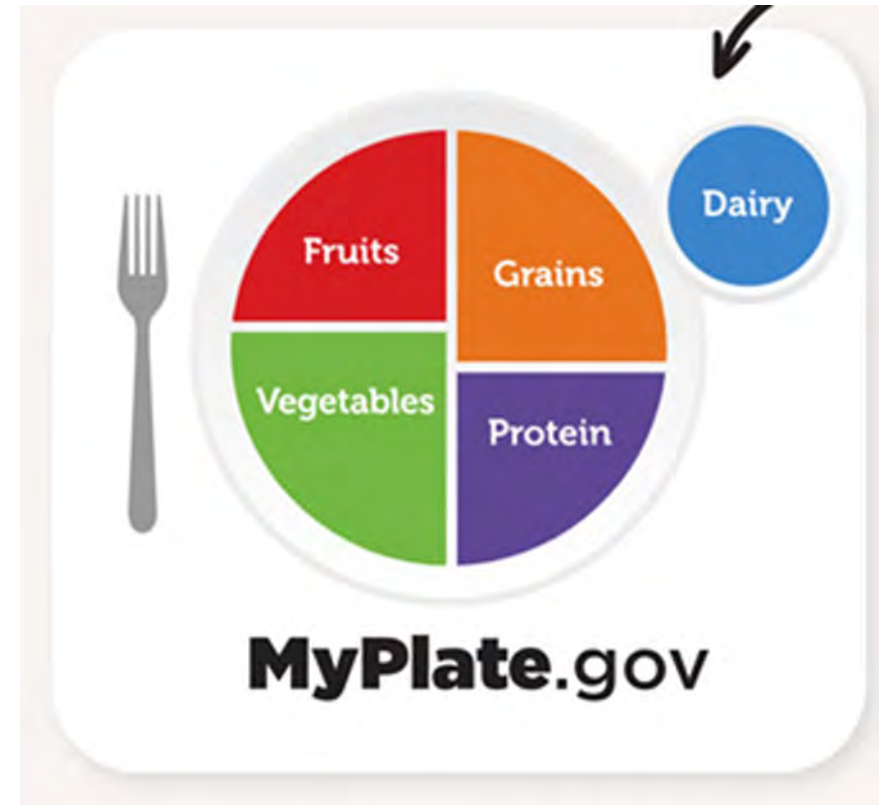 Dairy
Fruits
Grains
Vegetables
Protein
MyPlate.gov